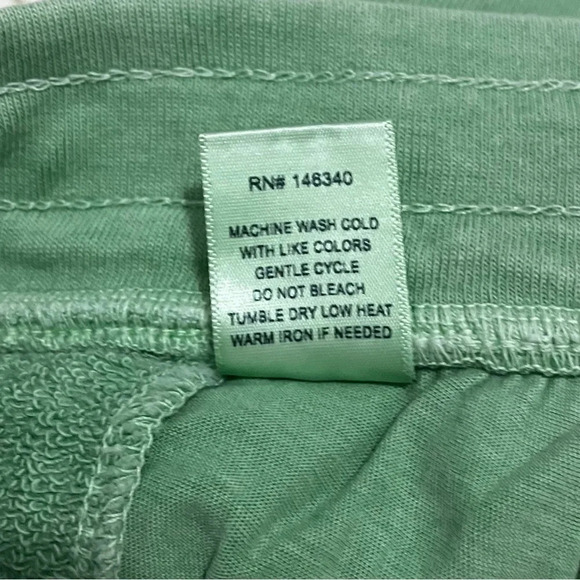 RN# 146340
MACHINE WASH COLD
WITH LIKE COLORS
GENTLE CYCLE
DO NOT BLEACH
TUMBLE DRY LOW HEAT
WARM IRON IF NEEDED